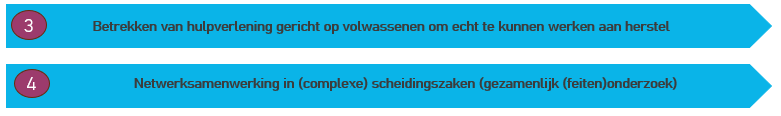 3 Betrekken van hulpverlening gericht op volwassenen om echt te kunnen werken aan herstel
4 Netwerksamenwerking in (complexe) scheidingszaken (gezamenlijk (feiten)onderzoek)